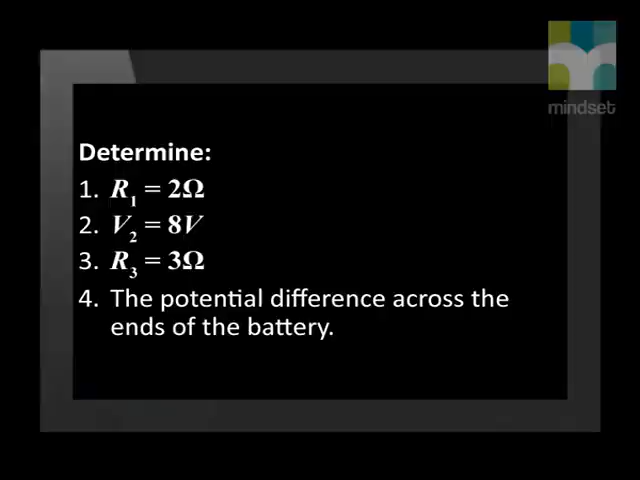 mindset
Determine:
1. R₁ = 2Ω
2. V₂ = 8V
3. R₃ = 3Ω
4. The potential difference across the
ends of the battery.